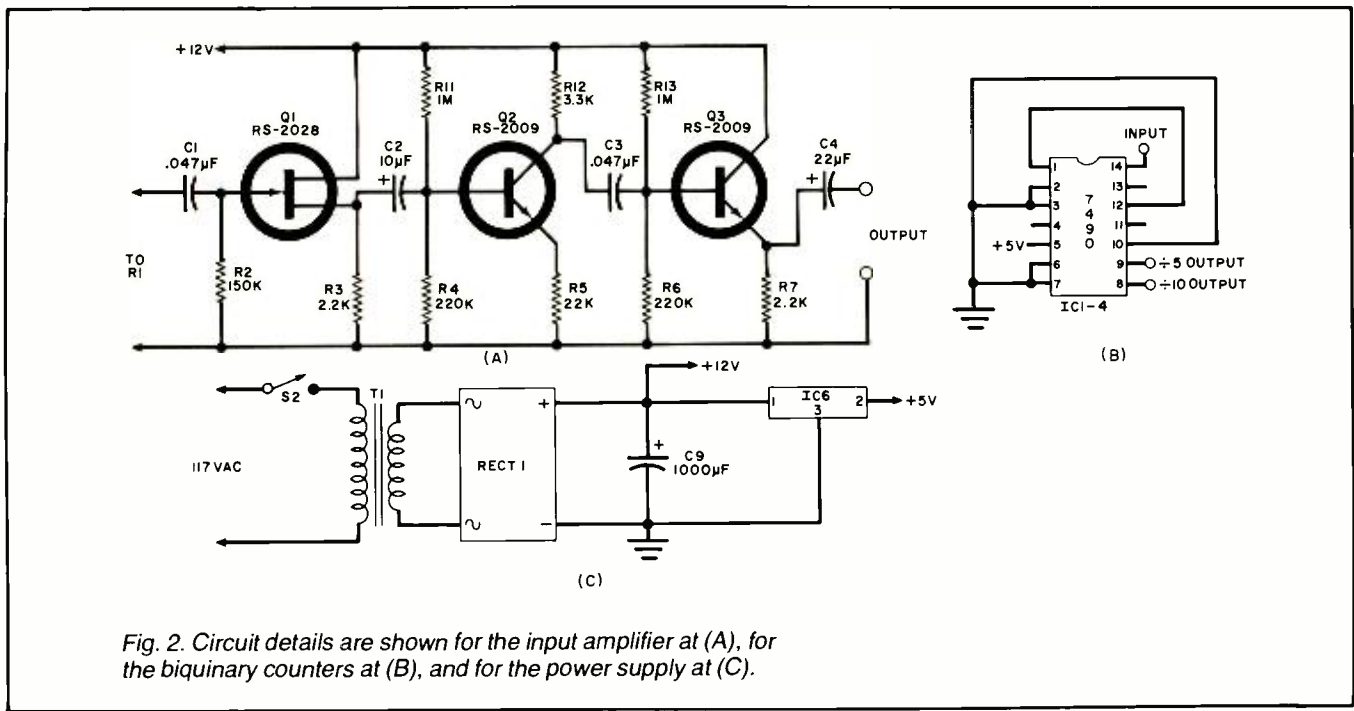 +12V
R11
1M
R12
3.3K
R13
1M
Q1
RS-2028
Q2
RS-2009
Q3
RS-2009
C1
.047µF
C2
10µF
+
C3
.047µF
C4
22µF
+
TO
R1
R2
150K
R3
2.2K
R4
220K
R5
22K
R6
220K
R7
2.2K
OUTPUT
(A)
INPUT
1 14
2 13
3 12
4 11
+5V 5 10
6 9 ÷5 OUTPUT
7 8 ÷10 OUTPUT
7490
IC1-4
(B)
S2
T1
117VAC
RECT 1
+
−
+12V
+
C9
1000µF
IC6
1 2
3
+5V
(C)
Fig. 2. Circuit details are shown for the input amplifier at (A), for
the biquinary counters at (B), and for the power supply at (C).